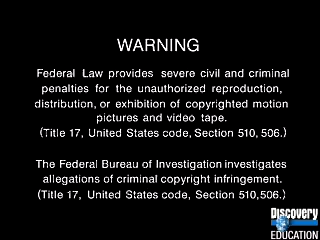 WARNING
Federal Law provides severe civil and criminal
penalties for the unauthorized reproduction,
distribution, or exhibition of copyrighted motion
pictures and video tape.
(Title 17, United States code, Section 510, 506.)
The Federal Bureau of Investigation investigates
allegations of criminal copyright infringement.
(Title 17, United States Code, Section 510,506.)
Discovery
EDUCATION